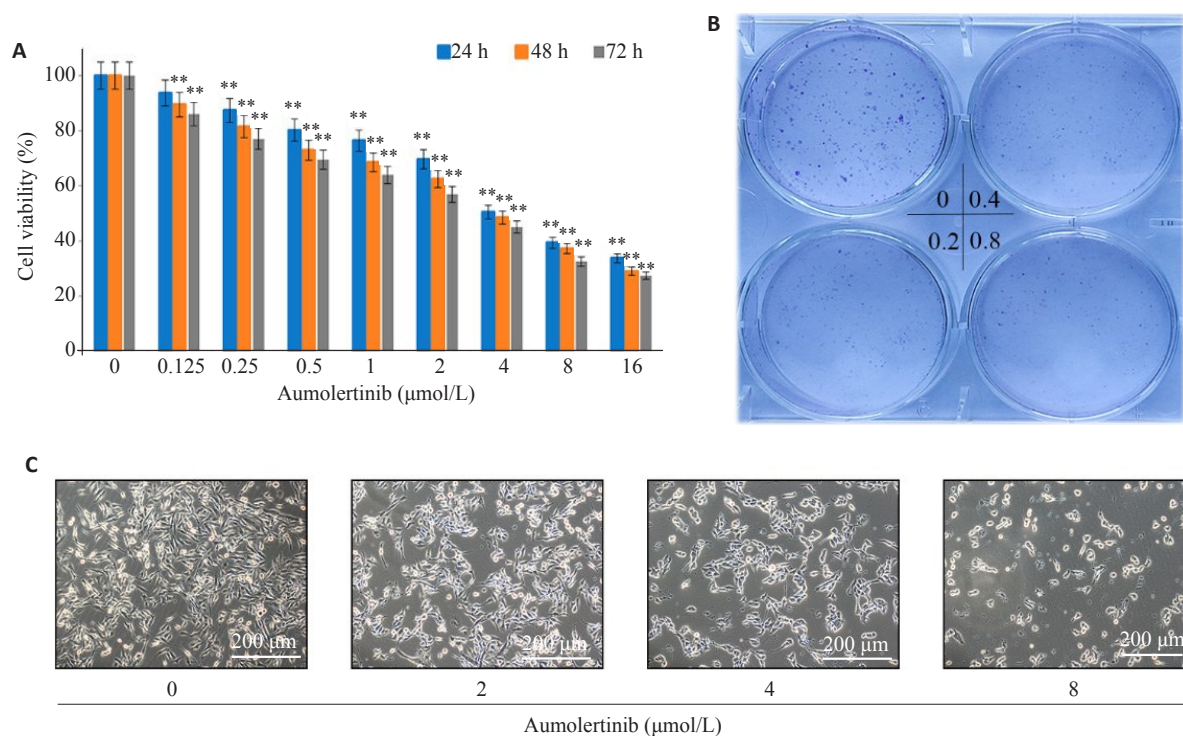 A
24 h 48 h 72 h
Cell viability (%)
100
80
60
40
20
0
** **
** ** **
** ** **
** ** **
** ** **
** ** **
** ** **
** ** **
0 0.125 0.25 0.5 1 2 4 8 16
Aumolertinib (μmol/L)
B
0 0.4
0.2 0.8
C
200 μm 200 μm 200 μm 200 μm
0 2 4 8
Aumolertinib (μmol/L)